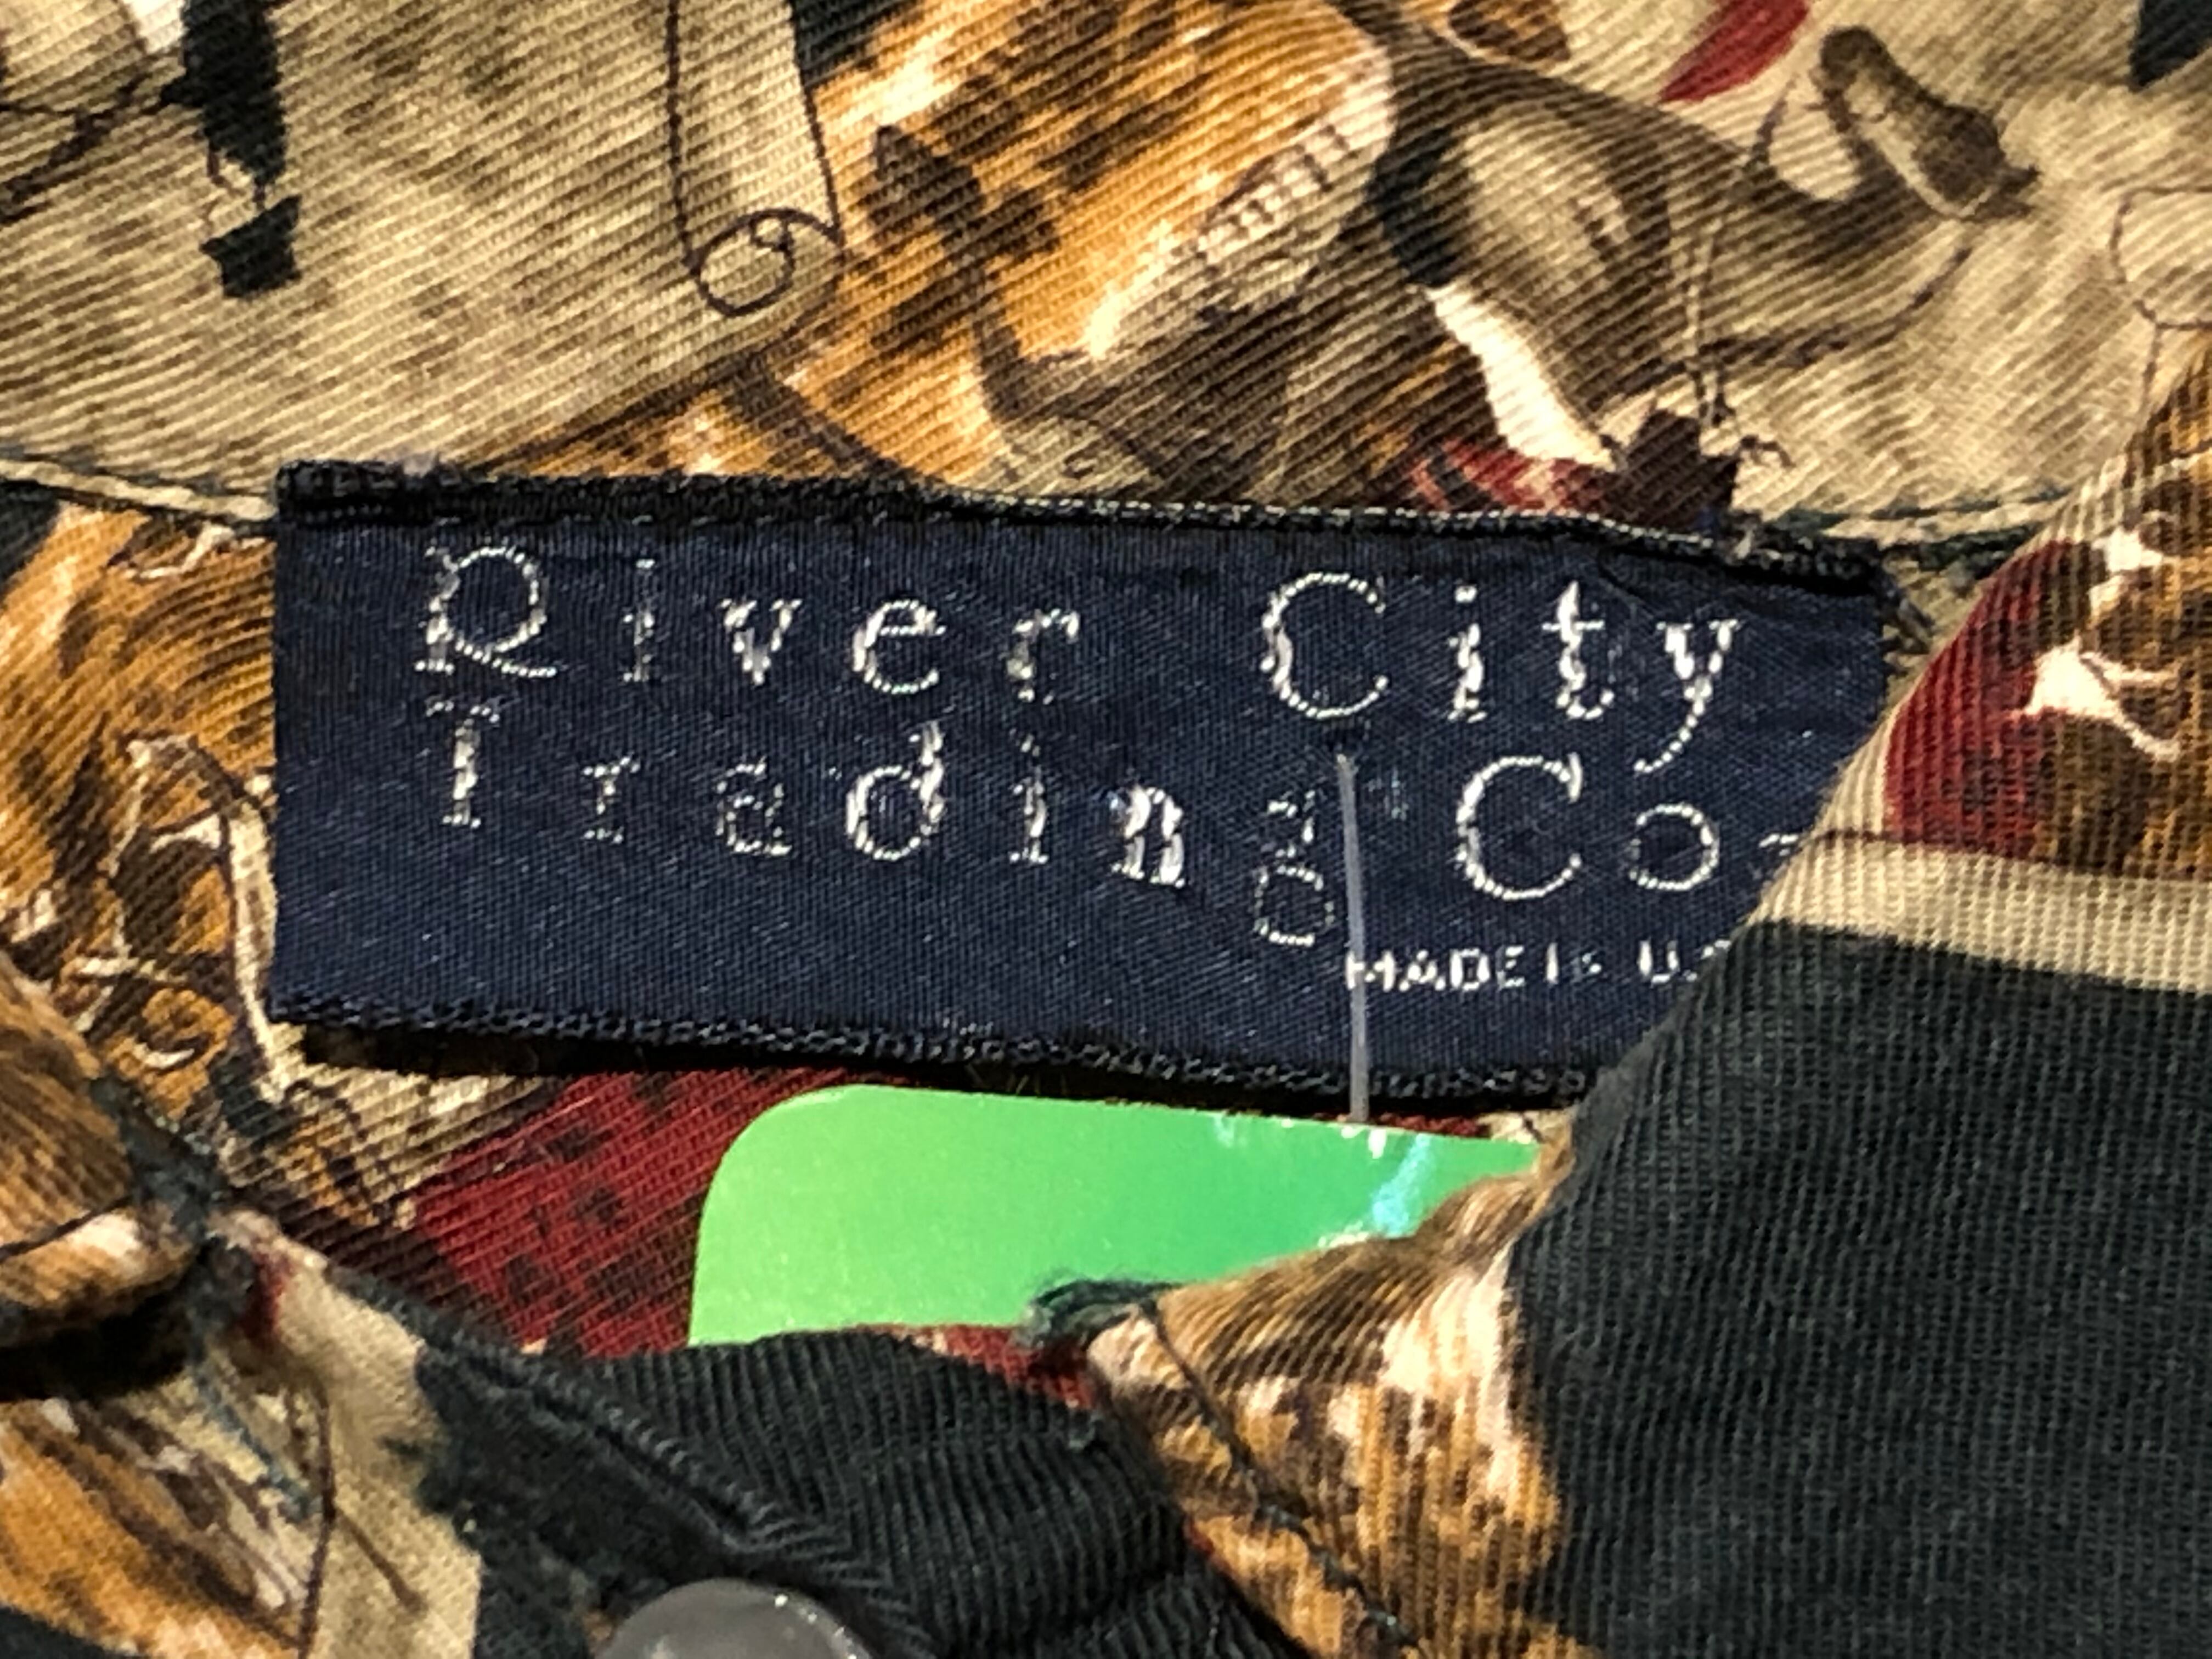 River City
Trading Co.
MADE IN U.S